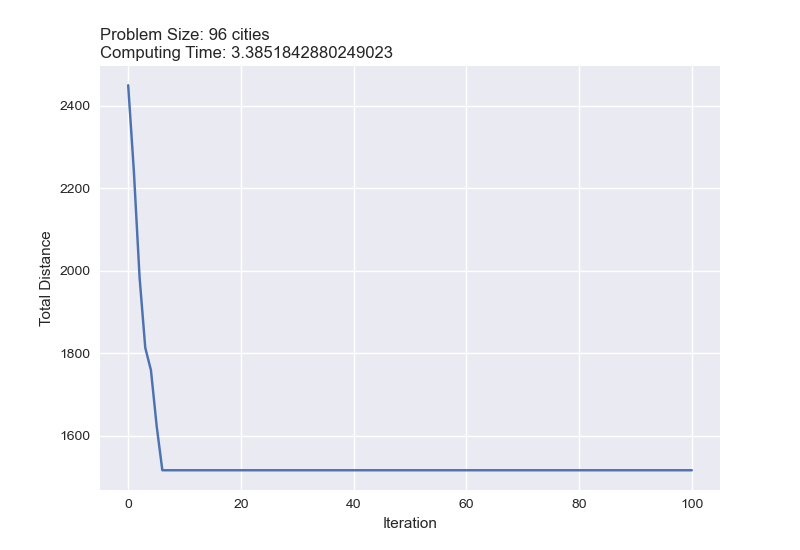 Problem Size: 96 cities
Computing Time: 3.3851842880249023
2400
2200
2000
1800
1600
Total Distance
0 20 40 60 80 100
Iteration